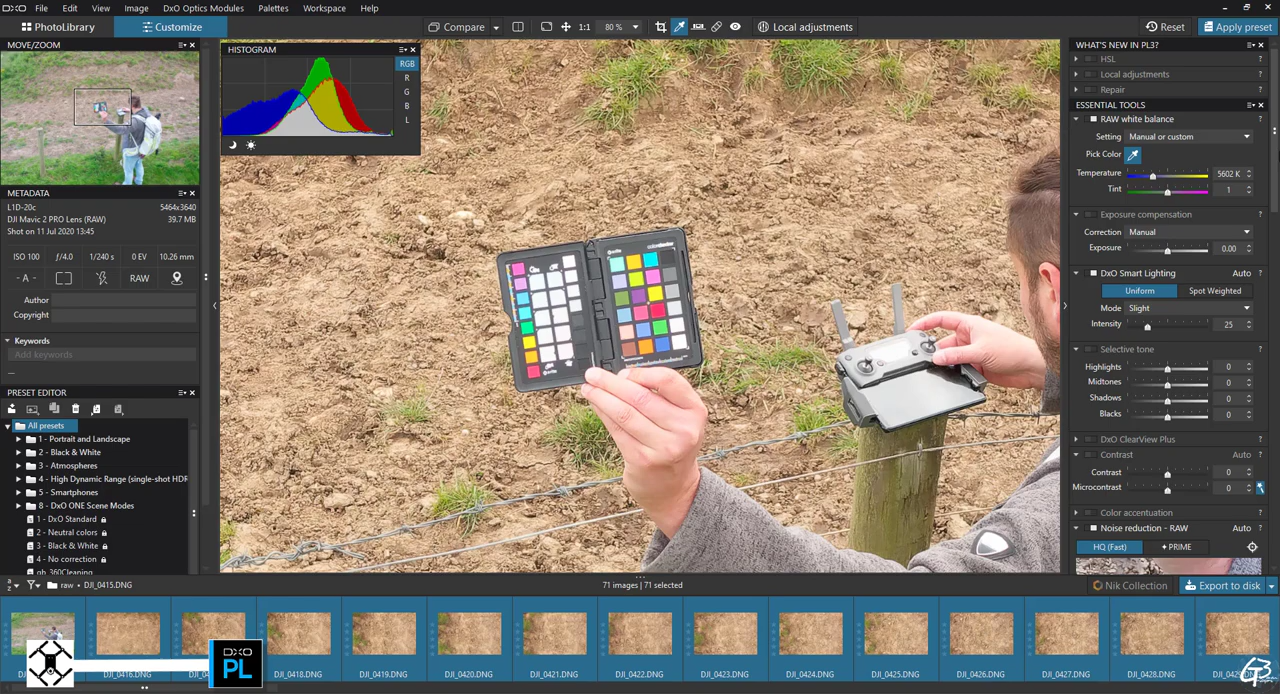 DXO File Edit View Image DxO Optics Modules Palettes Workspace Help
PhotoLibrary Customize Compare 1:1 80 % Local adjustments Reset Apply preset
MOVE/ZOOM
HISTOGRAM
RGB
R
G
B
L
METADATA
L1D-20c 5464x3640
DJI Mavic 2 PRO Lens (RAW) 39.7 MB
Shot on 11 Jul 2020 13:45
ISO 100 ƒ/4.0 1/240 s 0 EV 10.26 mm
- A - RAW
Author
Copyright
Keywords
Add keywords
PRESET EDITOR
All presets
1 - Portrait and Landscape
2 - Black & White
3 - Atmospheres
4 - High Dynamic Range (single-shot HDR
5 - Smartphones
8 - DxO ONE Scene Modes
1 - DxO Standard
2 - Neutral colors
3 - Black & White
4 - No correction
gh_360Cleaning
WHAT'S NEW IN PL3?
HSL ?
Local adjustments ?
Repair ?
ESSENTIAL TOOLS
RAW white balance ?
Setting Manual or custom
Pick Color
Temperature 5602 K
Tint 1
Exposure compensation ?
Correction Manual
Exposure 0.00
DxO Smart Lighting Auto ?
Uniform Spot Weighted
Mode Slight
Intensity 25
Selective tone ?
Highlights 0
Midtones 0
Shadows 0
Blacks 0
DxO ClearView Plus ?
Contrast Auto ?
Contrast 0
Microcontrast 0
Color accentuation ?
Noise reduction - RAW Auto ?
HQ (Fast) PRIME
raw • DJI_0415.DNG
71 images | 71 selected
Nik Collection Export to disk
DJI_0416.DNG DJI_0418.DNG DJI_0419.DNG DJI_0420.DNG DJI_0421.DNG DJI_0422.DNG DJI_0423.DNG DJI_0424.DNG DJI_0425.DNG DJI_0426.DNG DJI_0427.DNG DJI_0428.DNG
DXO
PL